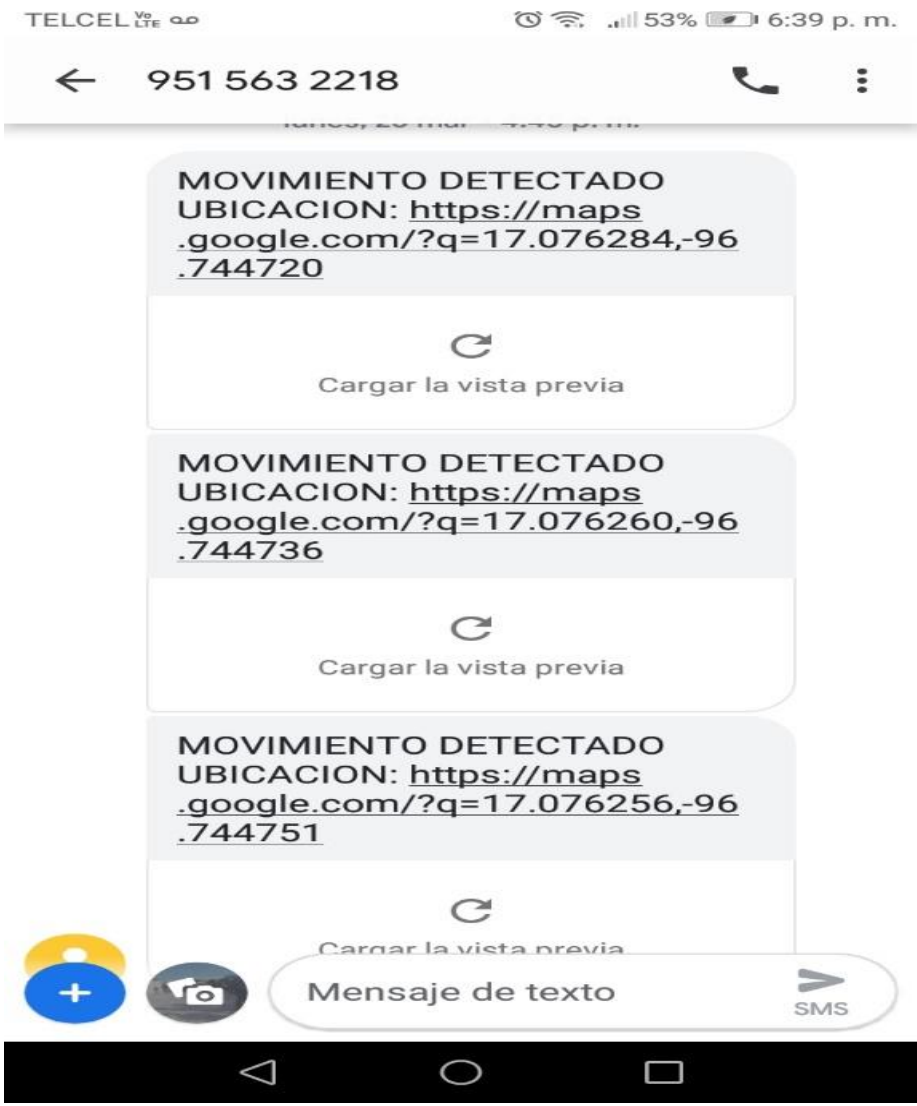 TELCEL Vo LTE 53% 6:39 p. m.
951 563 2218
MOVIMIENTO DETECTADO
UBICACION: https://maps
.google.com/?q=17.076284,-96
.744720
Cargar la vista previa
MOVIMIENTO DETECTADO
UBICACION: https://maps
.google.com/?q=17.076260,-96
.744736
Cargar la vista previa
MOVIMIENTO DETECTADO
UBICACION: https://maps
.google.com/?q=17.076256,-96
.744751
Cargar la vista previa
Mensaje de texto
SMS